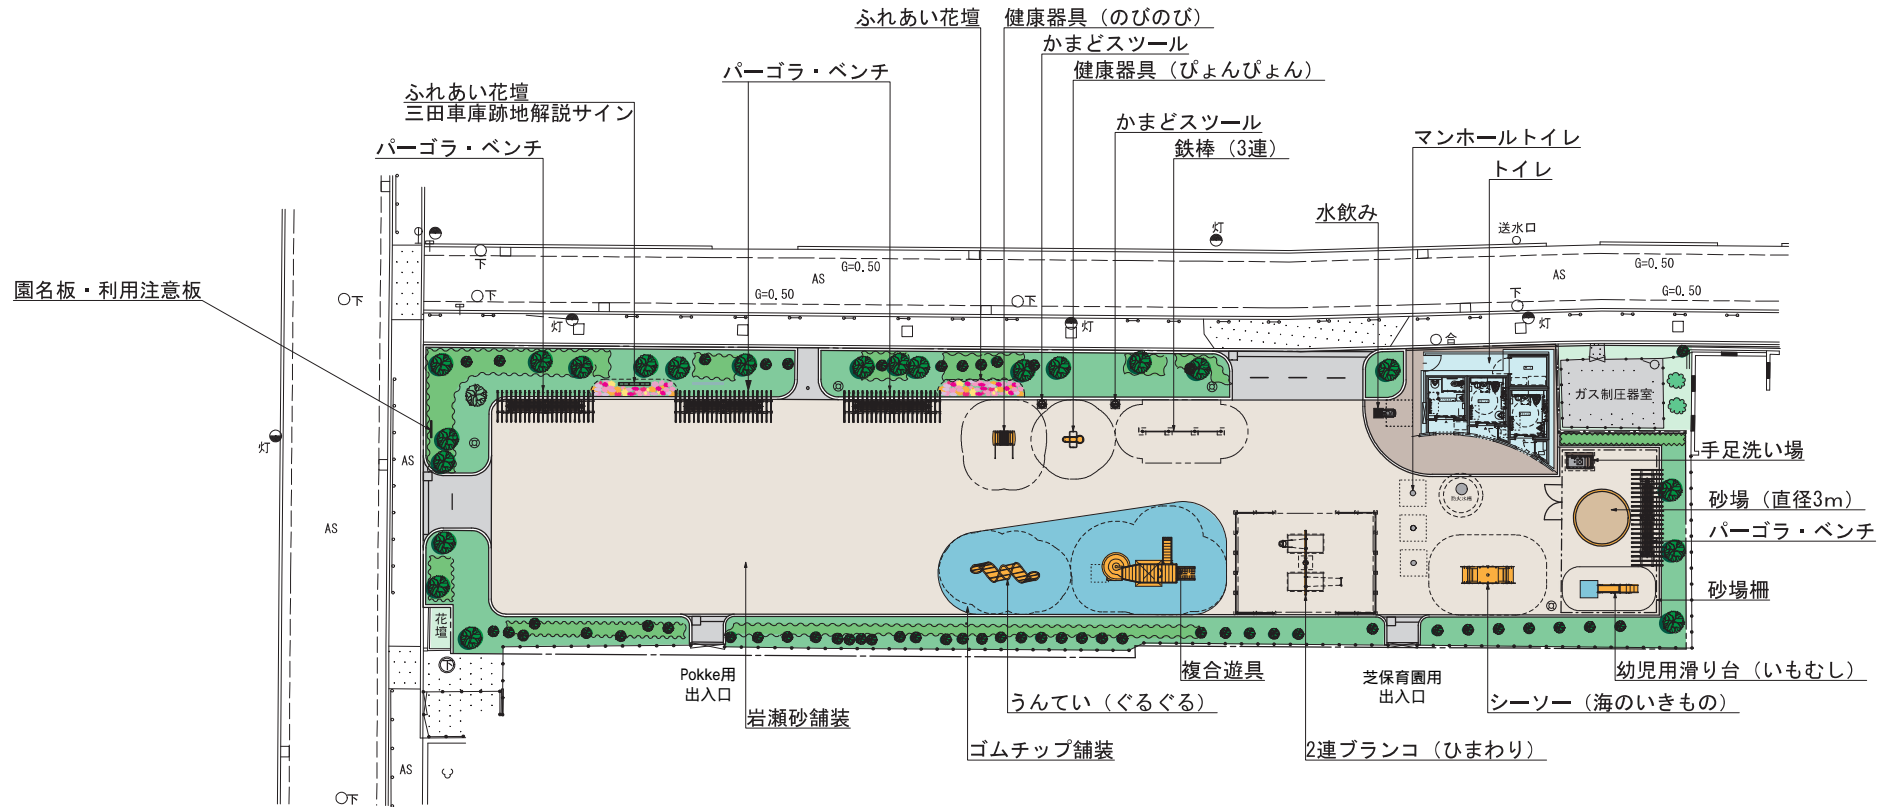 ふれあい花壇
健康器具（のびのび）
かまどスツール
健康器具（ぴょんぴょん）
パーゴラ・ベンチ
ふれあい花壇
三田車庫跡地解説サイン
パーゴラ・ベンチ
かまどスツール
鉄棒（3連）
マンホールトイレ
トイレ
水飲み
灯
送水口
下
G=0.50
AS
AS
G=0.50
園名板・利用注意板
下
下
G=0.50
下
下
G=0.50
灯
灯
灯
合
ガス制圧器室
灯
AS
手足洗い場
砂場（直径3m）
防火水槽
AS
パーゴラ・ベンチ
砂場柵
花壇
下
Pokke用
出入口
複合遊具
芝保育園用
出入口
幼児用滑り台（いもむし）
うんてい（ぐるぐる）
シーソー（海のいきもの）
岩瀬砂舗装
ゴムチップ舗装
2連ブランコ（ひまわり）
AS
下